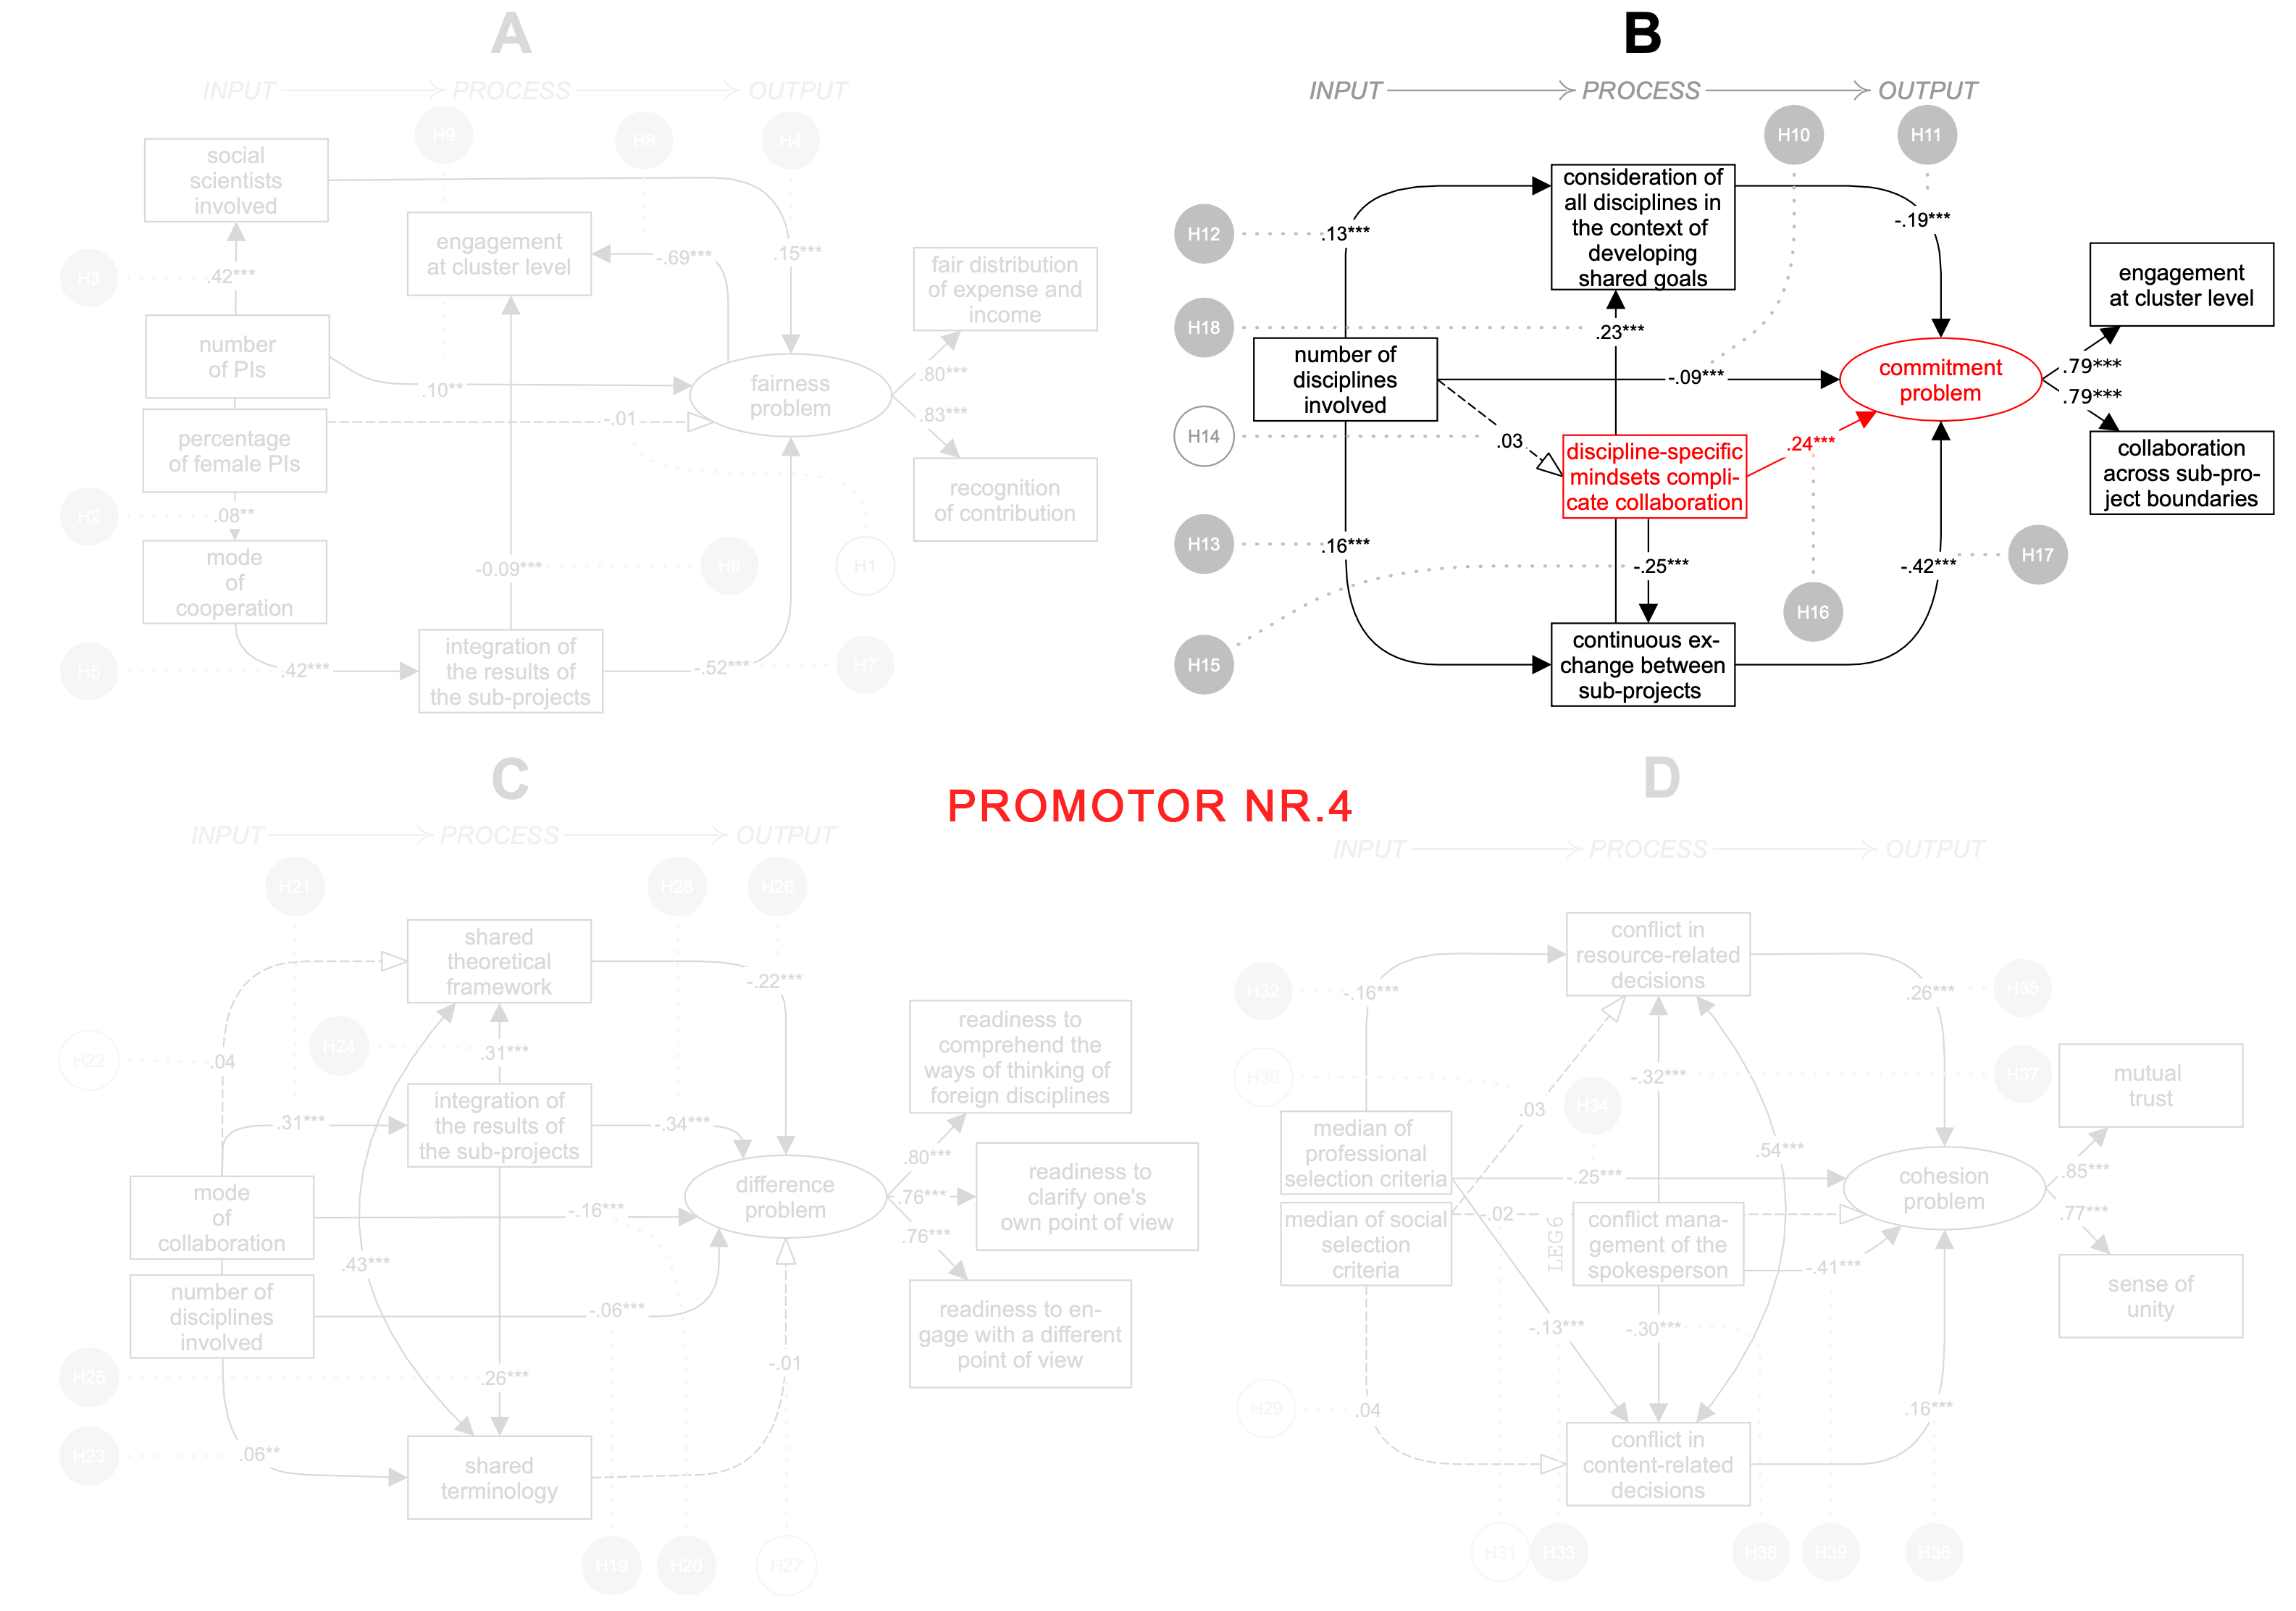 A
INPUT PROCESS OUTPUT
H9
H8
H4
social
scientists
involved
engagement
at cluster level
-.69***
.15***
fair distribution
of expense and
income
H3
.42***
number
of PIs
.10**
fairness
problem
.80***
.83***
-.01
percentage
of female PIs
recognition
of contribution
H2
.08**
mode
of
cooperation
-0.09***
H6
H1
H5
.42***
integration of
the results of
the sub-projects
-.52***
H7
B
INPUT PROCESS OUTPUT
H10
H11
consideration of
all disciplines in
the context of
developing
shared goals
-.19***
H12
.13***
engagement
at cluster level
H18
.23***
number of
disciplines
involved
-.09***
commitment
problem
.79***
.79***
H14
.03
discipline-specific
mindsets compli-
cate collaboration
.24***
collaboration
across sub-pro-
ject boundaries
H13
.16***
-.25***
-.42***
H17
H16
H15
continuous ex-
change between
sub-projects
PROMOTOR NR.4
C
INPUT PROCESS OUTPUT
H21
H28
H26
shared
theoretical
framework
-.22***
H22
.04
H24
.31***
readiness to
comprehend the
ways of thinking of
foreign disciplines
.31***
integration of
the results of
the sub-projects
-.34***
.80***
mode
of
collaboration
-.16***
difference
problem
.76***
readiness to
clarify one's
own point of view
.76***
.43***
number of
disciplines
involved
-.06***
readiness to en-
gage with a different
point of view
H25
.26***
-.01
H23
.06**
shared
terminology
H19
H20
H27
D
INPUT PROCESS OUTPUT
conflict in
resource-related
decisions
H32
-.16***
.26***
H35
H30
.03
H34
-.32***
H37
mutual
trust
median of
professional
selection criteria
-.25***
.54***
cohesion
problem
.85***
.77***
median of social
selection
criteria
-.02
LEG6
conflict mana-
gement of the
spokesperson
-.41***
sense of
unity
-.13***
-.30***
H29
.04
.16***
conflict in
content-related
decisions
H31
H33
H38
H39
H36